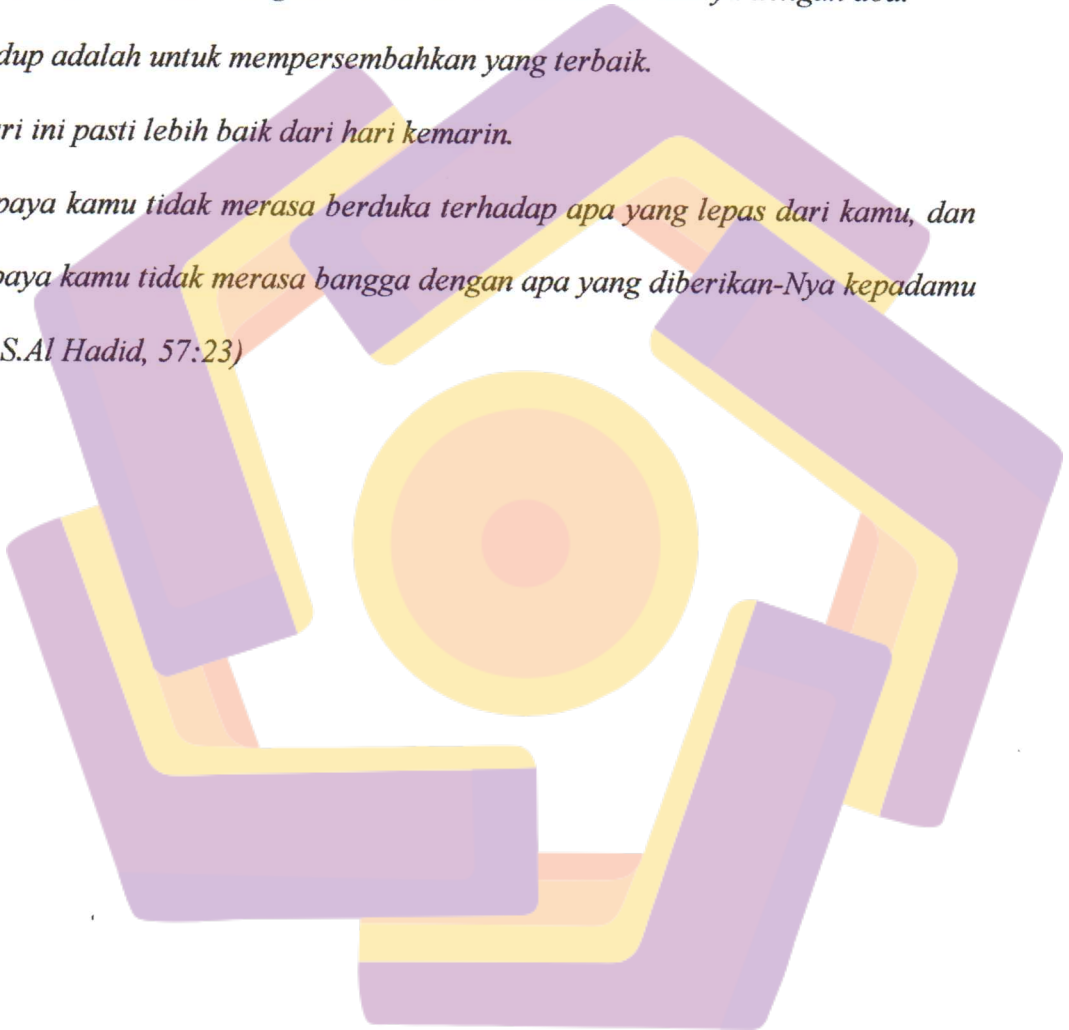 dup adalah untuk mempersembahkan yang terbaik.
ri ini pasti lebih baik dari hari kemarin.
paya kamu tidak merasa berduka terhadap apa yang lepas dari kamu, dan
paya kamu tidak merasa bangga dengan apa yang diberikan-Nya kepadamu
S.Al Hadid, 57:23)